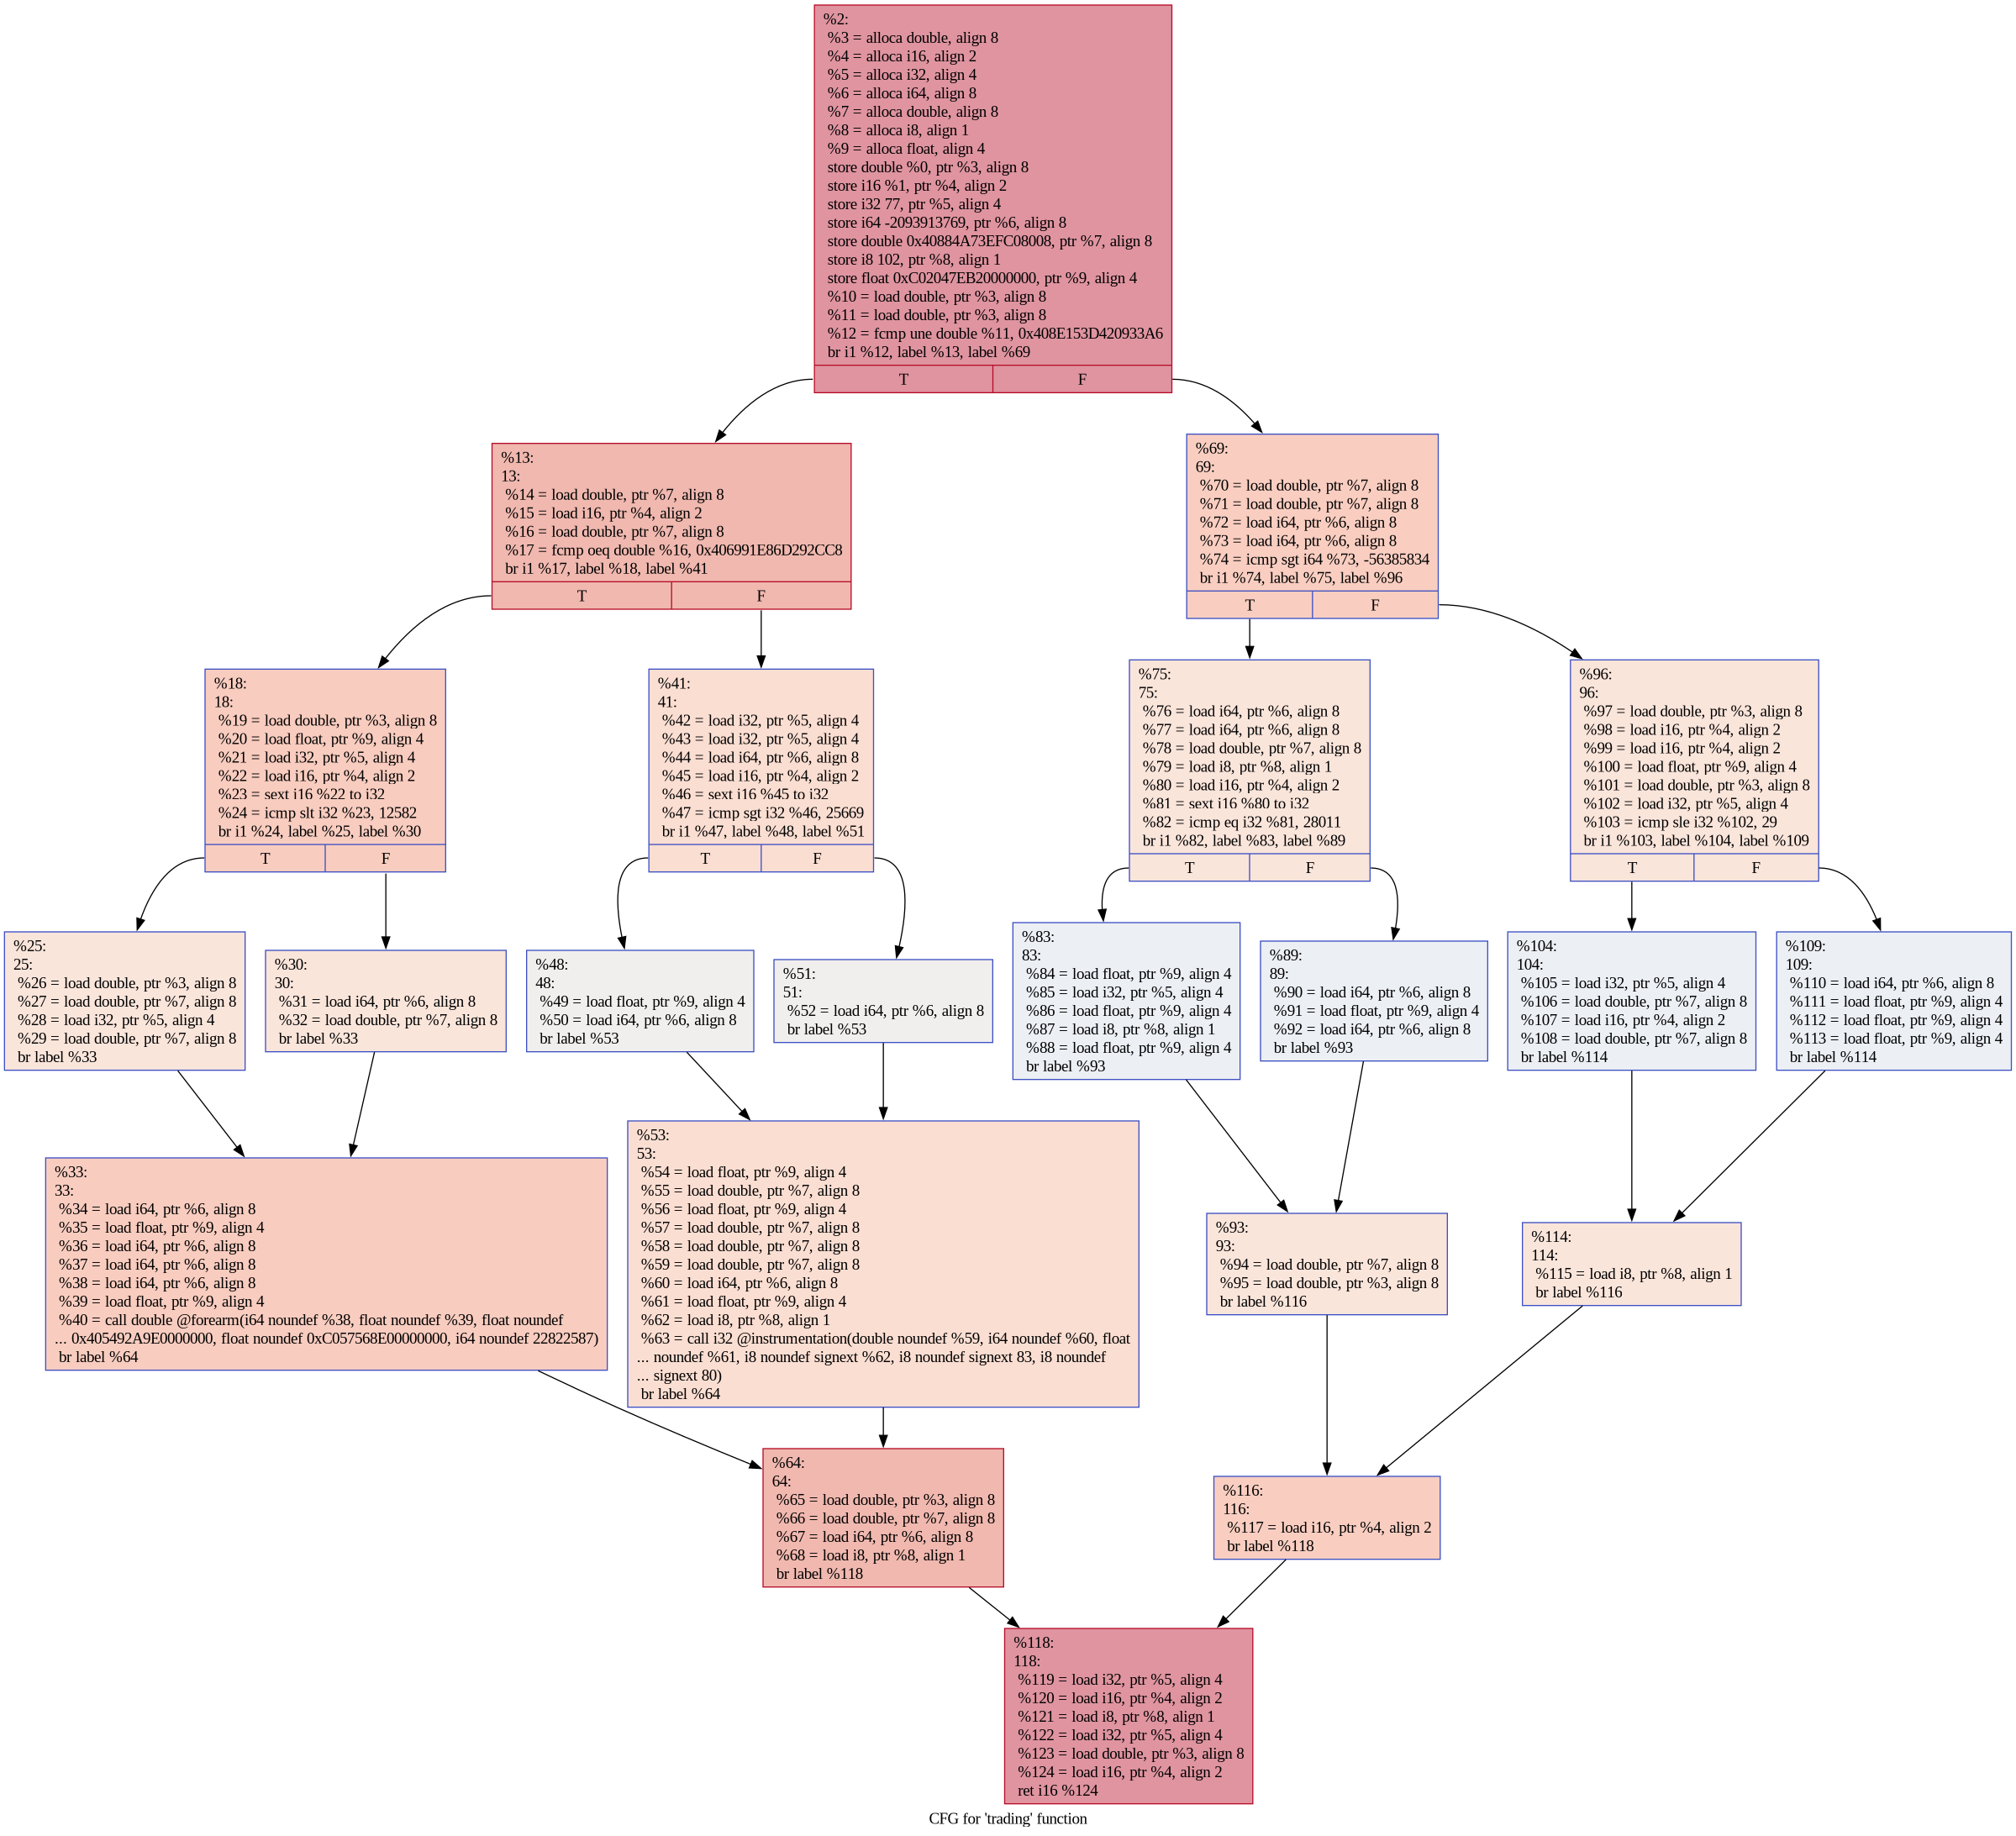 %2:
%3 = alloca double, align 8
%4 = alloca i16, align 2
%5 = alloca i32, align 4
%6 = alloca i64, align 8
%7 = alloca double, align 8
%8 = alloca i8, align 1
%9 = alloca float, align 4
store double %0, ptr %3, align 8
store i16 %1, ptr %4, align 2
store i32 77, ptr %5, align 4
store i64 -2093913769, ptr %6, align 8
store double 0x40884A73EFC08008, ptr %7, align 8
store i8 102, ptr %8, align 1
store float 0xC02047EB20000000, ptr %9, align 4
%10 = load double, ptr %3, align 8
%11 = load double, ptr %3, align 8
%12 = fcmp une double %11, 0x408E153D420933A6
br i1 %12, label %13, label %69
T
F
%13:
13:
%14 = load double, ptr %7, align 8
%15 = load i16, ptr %4, align 2
%16 = load double, ptr %7, align 8
%17 = fcmp oeq double %16, 0x406991E86D292CC8
br i1 %17, label %18, label %41
T
F
%69:
69:
%70 = load double, ptr %7, align 8
%71 = load double, ptr %7, align 8
%72 = load i64, ptr %6, align 8
%73 = load i64, ptr %6, align 8
%74 = icmp sgt i64 %73, -56385834
br i1 %74, label %75, label %96
T
F
%18:
18:
%19 = load double, ptr %3, align 8
%20 = load float, ptr %9, align 4
%21 = load i32, ptr %5, align 4
%22 = load i16, ptr %4, align 2
%23 = sext i16 %22 to i32
%24 = icmp slt i32 %23, 12582
br i1 %24, label %25, label %30
T
F
%41:
41:
%42 = load i32, ptr %5, align 4
%43 = load i32, ptr %5, align 4
%44 = load i64, ptr %6, align 8
%45 = load i16, ptr %4, align 2
%46 = sext i16 %45 to i32
%47 = icmp sgt i32 %46, 25669
br i1 %47, label %48, label %51
T
F
%75:
75:
%76 = load i64, ptr %6, align 8
%77 = load i64, ptr %6, align 8
%78 = load double, ptr %7, align 8
%79 = load i8, ptr %8, align 1
%80 = load i16, ptr %4, align 2
%81 = sext i16 %80 to i32
%82 = icmp eq i32 %81, 28011
br i1 %82, label %83, label %89
T
F
%96:
96:
%97 = load double, ptr %3, align 8
%98 = load i16, ptr %4, align 2
%99 = load i16, ptr %4, align 2
%100 = load float, ptr %9, align 4
%101 = load double, ptr %3, align 8
%102 = load i32, ptr %5, align 4
%103 = icmp sle i32 %102, 29
br i1 %103, label %104, label %109
T
F
%25:
25:
%26 = load double, ptr %3, align 8
%27 = load double, ptr %7, align 8
%28 = load i32, ptr %5, align 4
%29 = load double, ptr %7, align 8
br label %33
%30:
30:
%31 = load i64, ptr %6, align 8
%32 = load double, ptr %7, align 8
br label %33
%48:
48:
%49 = load float, ptr %9, align 4
%50 = load i64, ptr %6, align 8
br label %53
%51:
51:
%52 = load i64, ptr %6, align 8
br label %53
%83:
83:
%84 = load float, ptr %9, align 4
%85 = load i32, ptr %5, align 4
%86 = load float, ptr %9, align 4
%87 = load i8, ptr %8, align 1
%88 = load float, ptr %9, align 4
br label %93
%89:
89:
%90 = load i64, ptr %6, align 8
%91 = load float, ptr %9, align 4
%92 = load i64, ptr %6, align 8
br label %93
%104:
104:
%105 = load i32, ptr %5, align 4
%106 = load double, ptr %7, align 8
%107 = load i16, ptr %4, align 2
%108 = load double, ptr %7, align 8
br label %114
%109:
109:
%110 = load i64, ptr %6, align 8
%111 = load float, ptr %9, align 4
%112 = load float, ptr %9, align 4
%113 = load float, ptr %9, align 4
br label %114
%33:
33:
%34 = load i64, ptr %6, align 8
%35 = load float, ptr %9, align 4
%36 = load i64, ptr %6, align 8
%37 = load i64, ptr %6, align 8
%38 = load i64, ptr %6, align 8
%39 = load float, ptr %9, align 4
%40 = call double @forearm(i64 noundef %38, float noundef %39, float noundef
... 0x405492A9E0000000, float noundef 0xC057568E00000000, i64 noundef 22822587)
br label %64
%53:
53:
%54 = load float, ptr %9, align 4
%55 = load double, ptr %7, align 8
%56 = load float, ptr %9, align 4
%57 = load double, ptr %7, align 8
%58 = load double, ptr %7, align 8
%59 = load double, ptr %7, align 8
%60 = load i64, ptr %6, align 8
%61 = load float, ptr %9, align 4
%62 = load i8, ptr %8, align 1
%63 = call i32 @instrumentation(double noundef %59, i64 noundef %60, float
... noundef %61, i8 noundef signext %62, i8 noundef signext 83, i8 noundef
... signext 80)
br label %64
%93:
93:
%94 = load double, ptr %7, align 8
%95 = load double, ptr %3, align 8
br label %116
%114:
114:
%115 = load i8, ptr %8, align 1
br label %116
%64:
64:
%65 = load double, ptr %3, align 8
%66 = load double, ptr %7, align 8
%67 = load i64, ptr %6, align 8
%68 = load i8, ptr %8, align 1
br label %118
%116:
116:
%117 = load i16, ptr %4, align 2
br label %118
%118:
118:
%119 = load i32, ptr %5, align 4
%120 = load i16, ptr %4, align 2
%121 = load i8, ptr %8, align 1
%122 = load i32, ptr %5, align 4
%123 = load double, ptr %3, align 8
%124 = load i16, ptr %4, align 2
ret i16 %124
CFG for 'trading' function